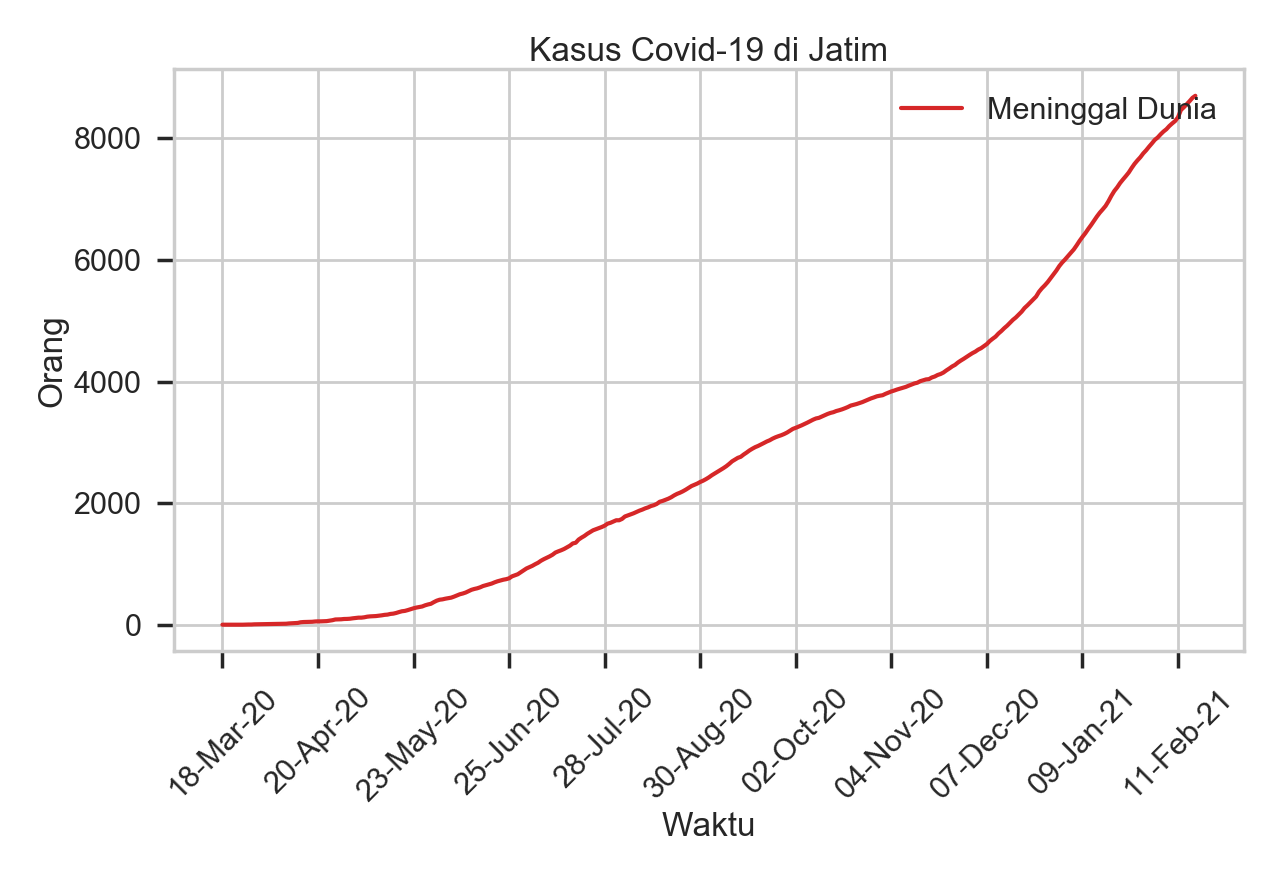 Kasus Covid-19 di Jatim
Meninggal Dunia
8000
6000
4000
2000
0
Orang
18-Mar-20
20-Apr-20
23-May-20
25-Jun-20
28-Jul-20
30-Aug-20
02-Oct-20
04-Nov-20
07-Dec-20
09-Jan-21
11-Feb-21
Waktu